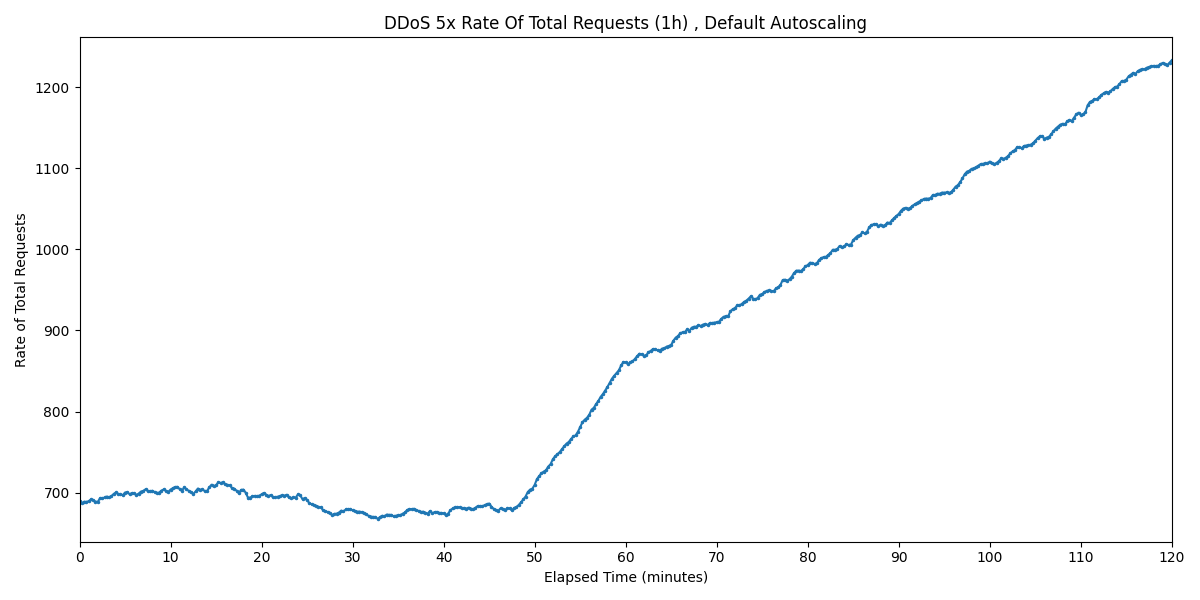 DDoS 5x Rate Of Total Requests (1h) , Default Autoscaling
Rate of Total Requests
1200
1100
1000
900
800
700
0 10 20 30 40 50 60 70 80 90 100 110 120
Elapsed Time (minutes)